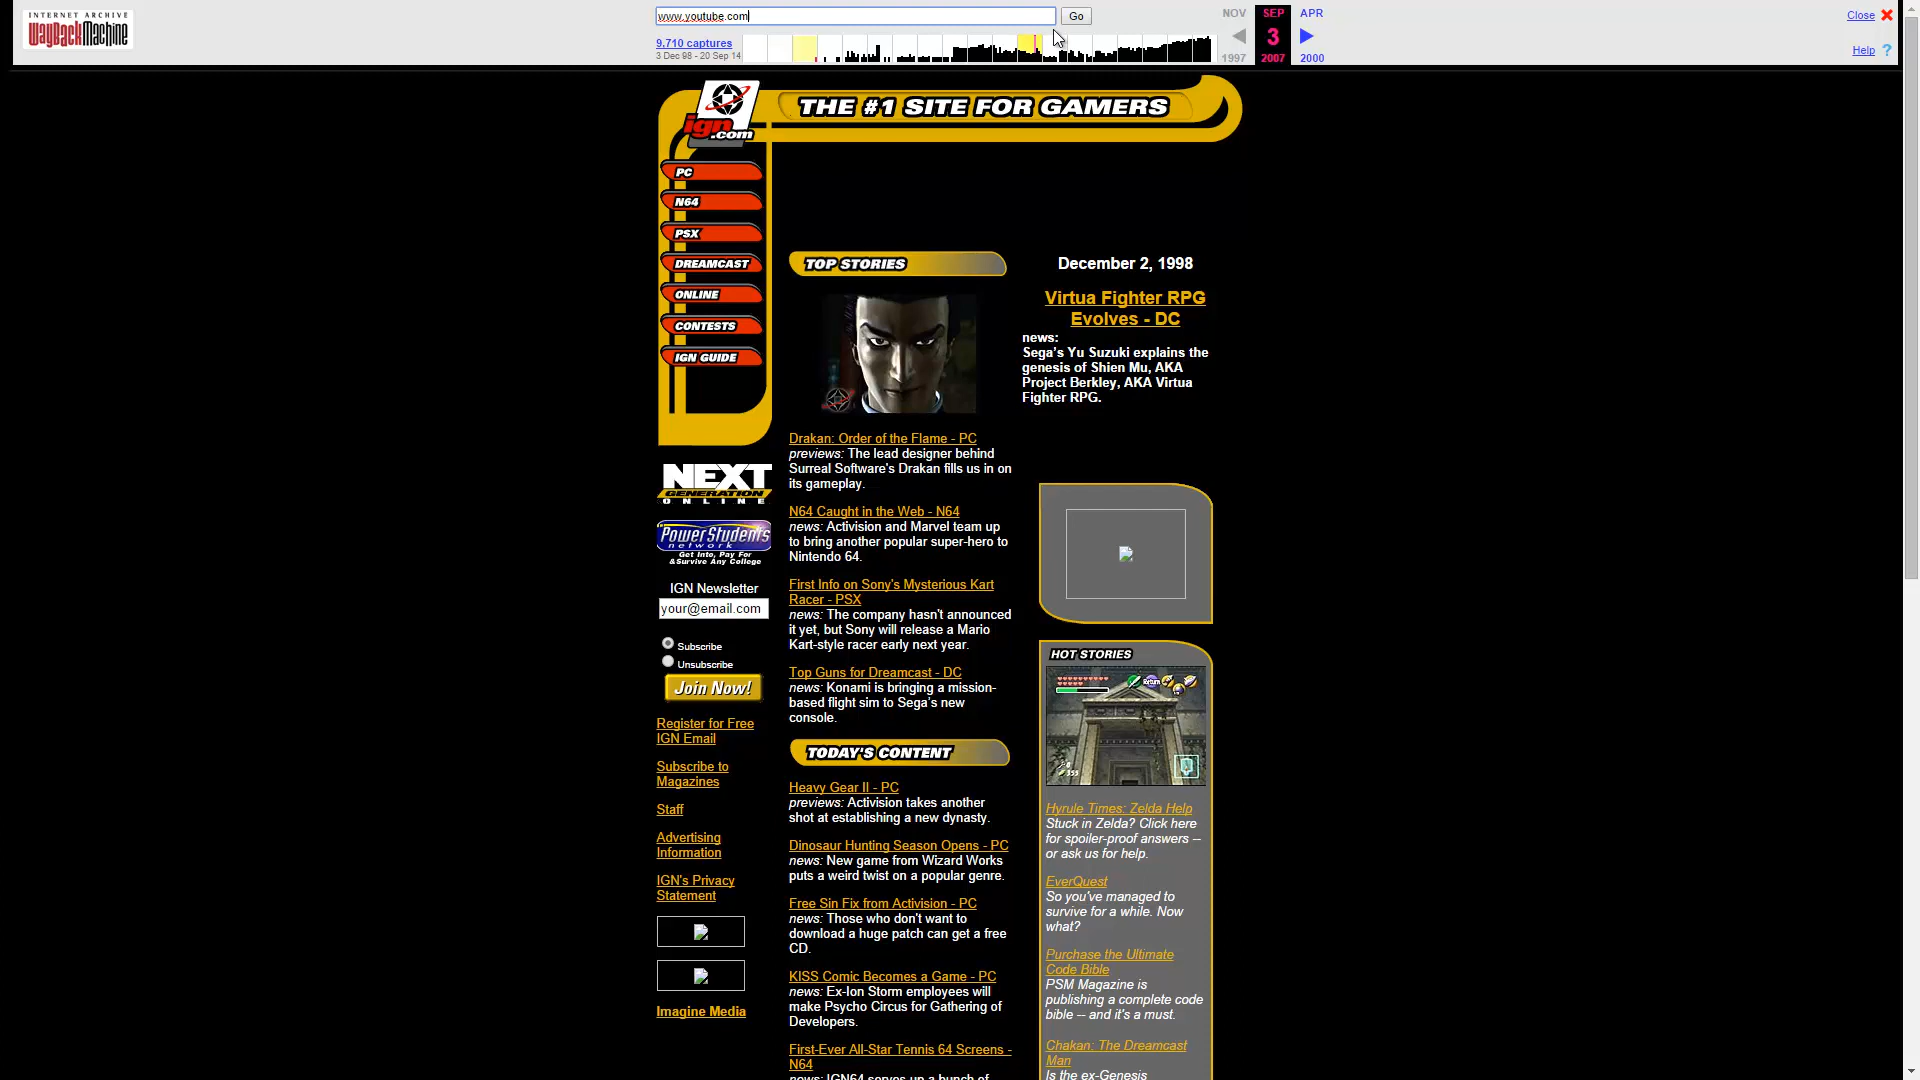 INTERNET ARCHIVE
WayBackMachine
www.youtube.com
Go
9,710 captures
3 Dec 98 - 20 Sep 14
NOV
SEP
APR
3
1997
2007
2000
Close
Help ?
ign.com
THE #1 SITE FOR GAMERS
PC
N64
PSX
DREAMCAST
ONLINE
CONTESTS
IGN GUIDE
NEXT
GENERATION
ONLINE
Power Students
network
Get Into, Pay For
&Survive Any College
IGN Newsletter
your@email.com
Subscribe
Unsubscribe
Join Now!
Register for Free
IGN Email
Subscribe to
Magazines
Staff
Advertising
Information
IGN's Privacy
Statement
Imagine Media
TOP STORIES
Drakan: Order of the Flame - PC
previews: The lead designer behind
Surreal Software's Drakan fills us in on
its gameplay.
N64 Caught in the Web - N64
news: Activision and Marvel team up
to bring another popular super-hero to
Nintendo 64.
First Info on Sony's Mysterious Kart
Racer - PSX
news: The company hasn't announced
it yet, but Sony will release a Mario
Kart-style racer early next year.
Top Guns for Dreamcast - DC
news: Konami is bringing a mission-
based flight sim to Sega's new
console.
TODAY'S CONTENT
Heavy Gear II - PC
previews: Activision takes another
shot at establishing a new dynasty.
Dinosaur Hunting Season Opens - PC
news: New game from Wizard Works
puts a weird twist on a popular genre.
Free Sin Fix from Activision - PC
news: Those who don't want to
download a huge patch can get a free
CD.
KISS Comic Becomes a Game - PC
news: Ex-Ion Storm employees will
make Psycho Circus for Gathering of
Developers.
First-Ever All-Star Tennis 64 Screens -
N64
news: IGN64 serves up a bunch of
December 2, 1998
Virtua Fighter RPG
Evolves - DC
news:
Sega's Yu Suzuki explains the
genesis of Shien Mu, AKA
Project Berkley, AKA Virtua
Fighter RPG.
HOT STORIES
Return
Hyrule Times: Zelda Help
Stuck in Zelda? Click here
for spoiler-proof answers --
or ask us for help.
EverQuest
So you've managed to
survive for a while. Now
what?
Purchase the Ultimate
Code Bible
PSM Magazine is
publishing a complete code
bible -- and it's a must.
Chakan: The Dreamcast
Man
Is the ex-Genesis